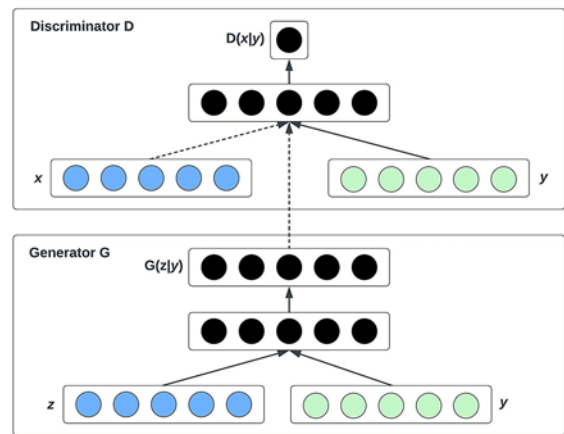 Discriminator D
D(x|y)
x
y
Generator G
G(z|y)
z
y